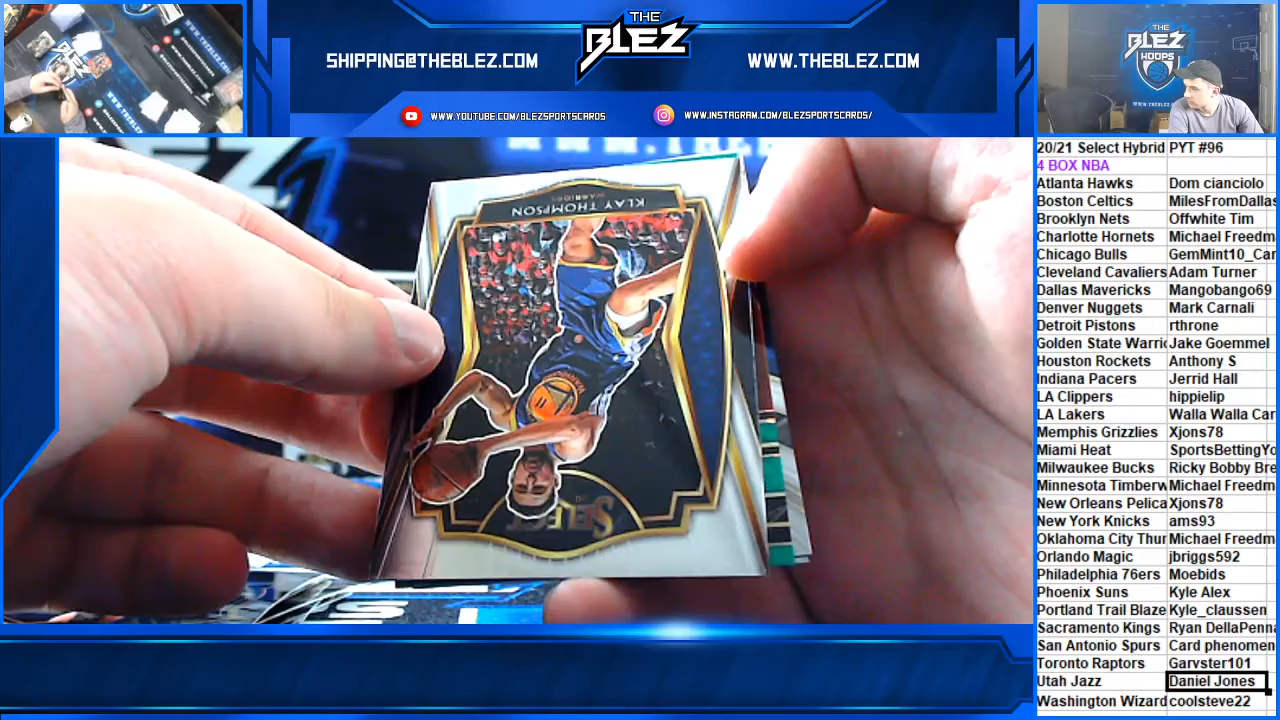 THE
BLEZ
SHIPPING@THEBLEZ.COM
WWW.THEBLEZ.COM
WWW.YOUTUBE.COM/BLEZSPORTSCARDS
WWW.INSTAGRAM.COM/BLEZSPORTSCARDS/
THE
BLEZ
HOOPS
KLAY THOMPSON
WARRIORS
11
SELECT
20/21 Select Hybrid PYT #96
4 BOX NBA
Atlanta Hawks Dom cianciolo
Boston Celtics MilesFromDallas
Brooklyn Nets Offwhite Tim
Charlotte Hornets Michael Freedm
Chicago Bulls GemMint10_Car
Cleveland Cavaliers Adam Turner
Dallas Mavericks Mangobango69
Denver Nuggets Mark Carnali
Detroit Pistons rthrone
Golden State Warric Jake Goemmel
Houston Rockets Anthony S
Indiana Pacers Jerrid Hall
LA Clippers hippielip
LA Lakers Walla Walla Car
Memphis Grizzlies Xjons78
Miami Heat SportsBettingYo
Milwaukee Bucks Ricky Bobby Bre
Minnesota Timberw Michael Freedm
New Orleans Pelica Xjons78
New York Knicks ams93
Oklahoma City Thur Michael Freedm
Orlando Magic jbriggs592
Philadelphia 76ers Moebids
Phoenix Suns Kyle Alex
Portland Trail Blaze Kyle_claussen
Sacramento Kings Ryan DellaPenna
San Antonio Spurs Card phenomen
Toronto Raptors Garvster101
Utah Jazz Daniel Jones
Washington Wizard coolsteve22